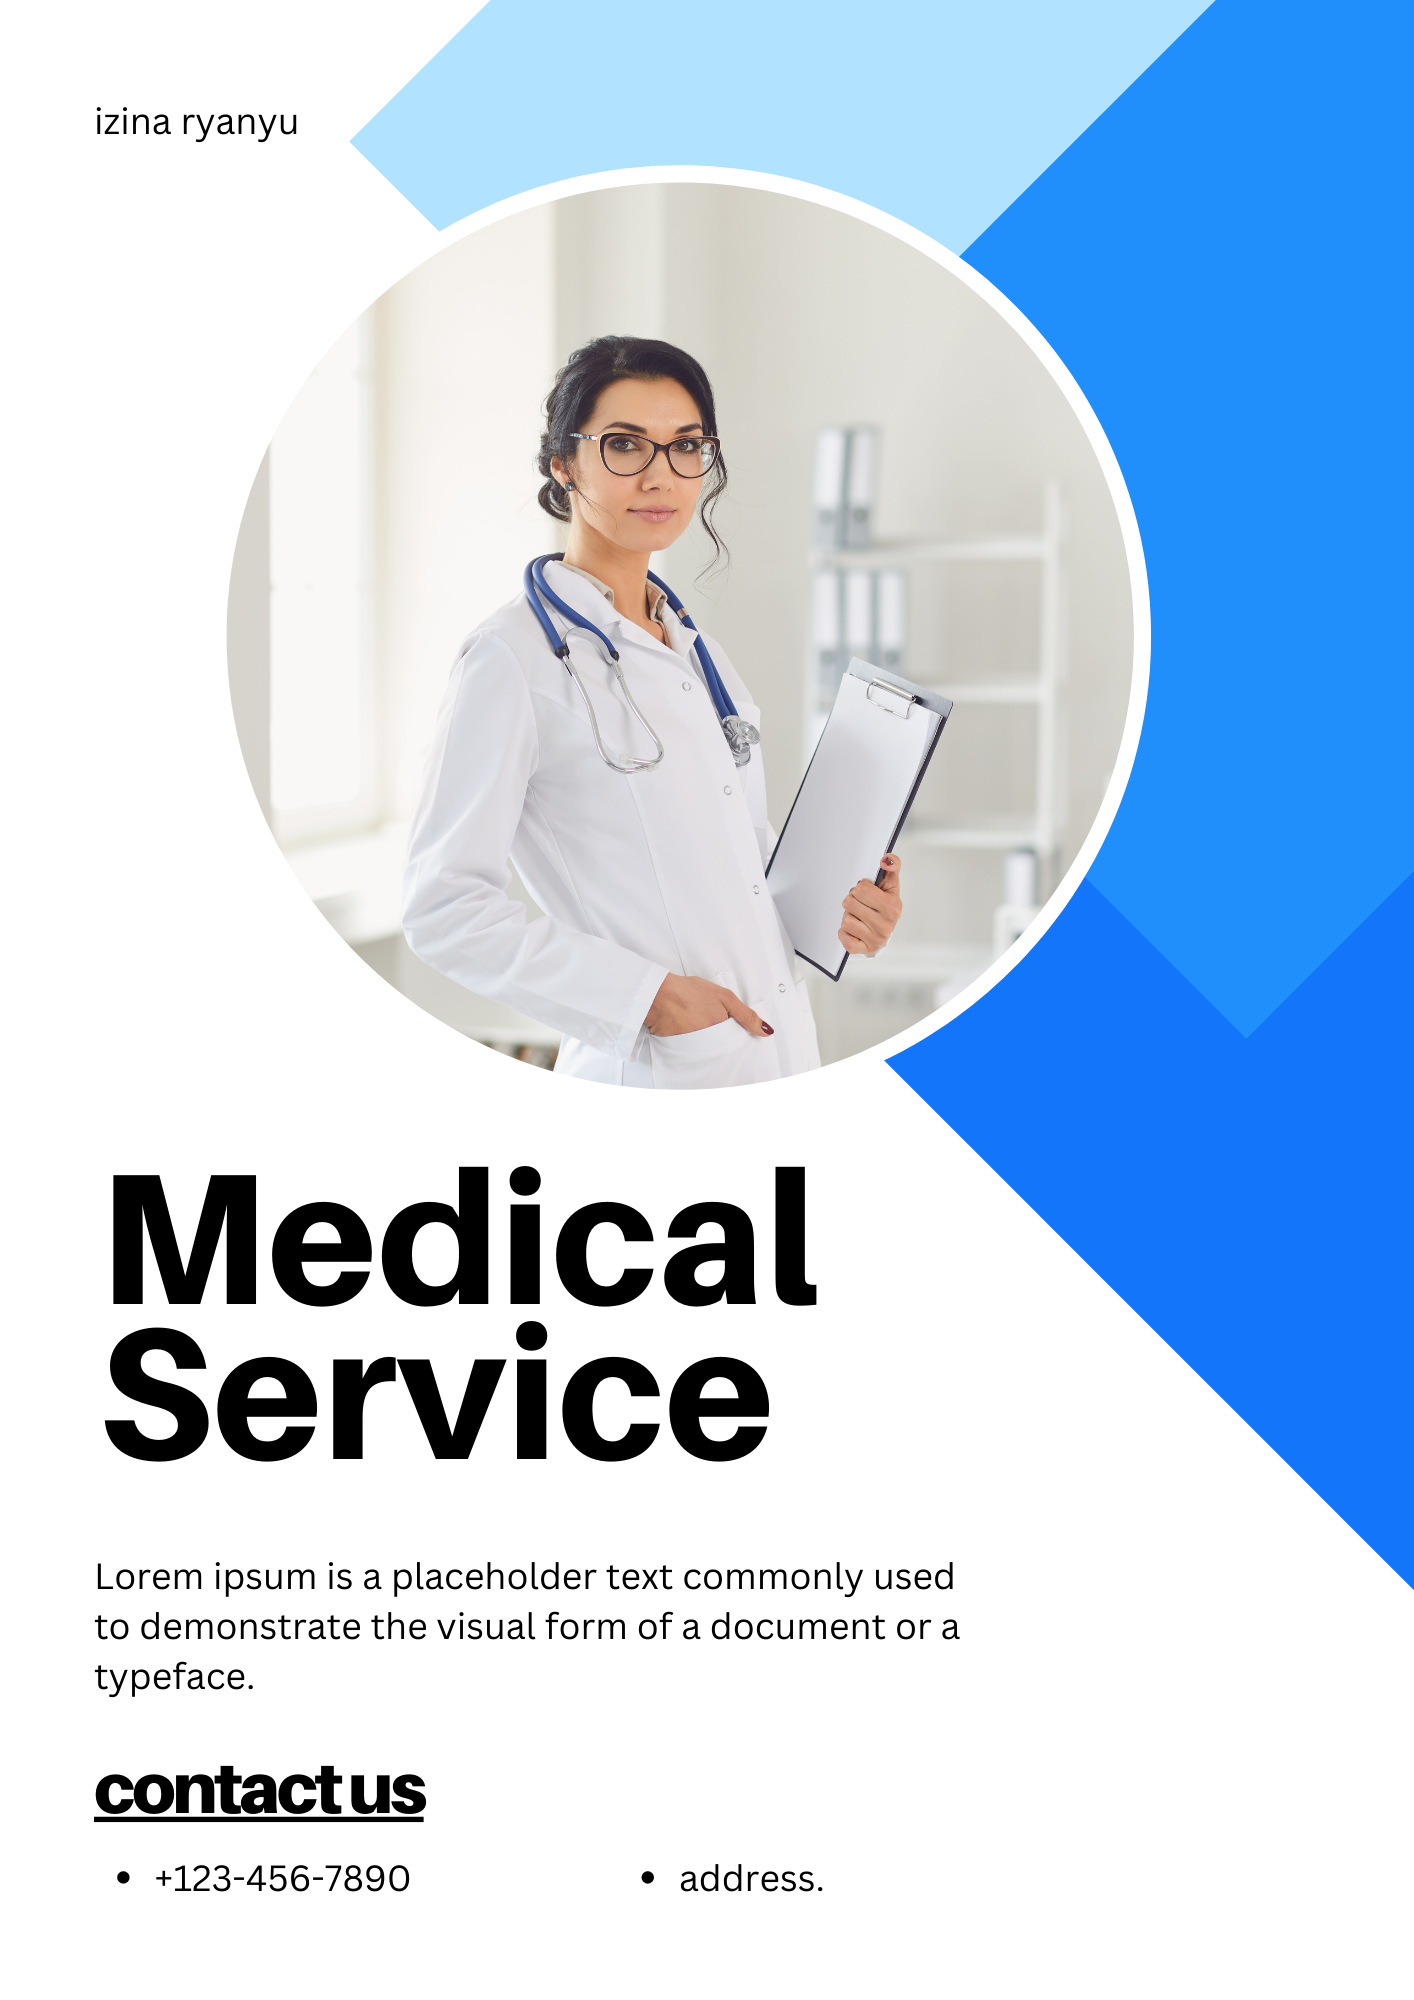 izina ryanyu
Medical
Service
Lorem ipsum is a placeholder text commonly used
to demonstrate the visual form of a document or a
typeface.
contact us
• +123-456-7890
• address.